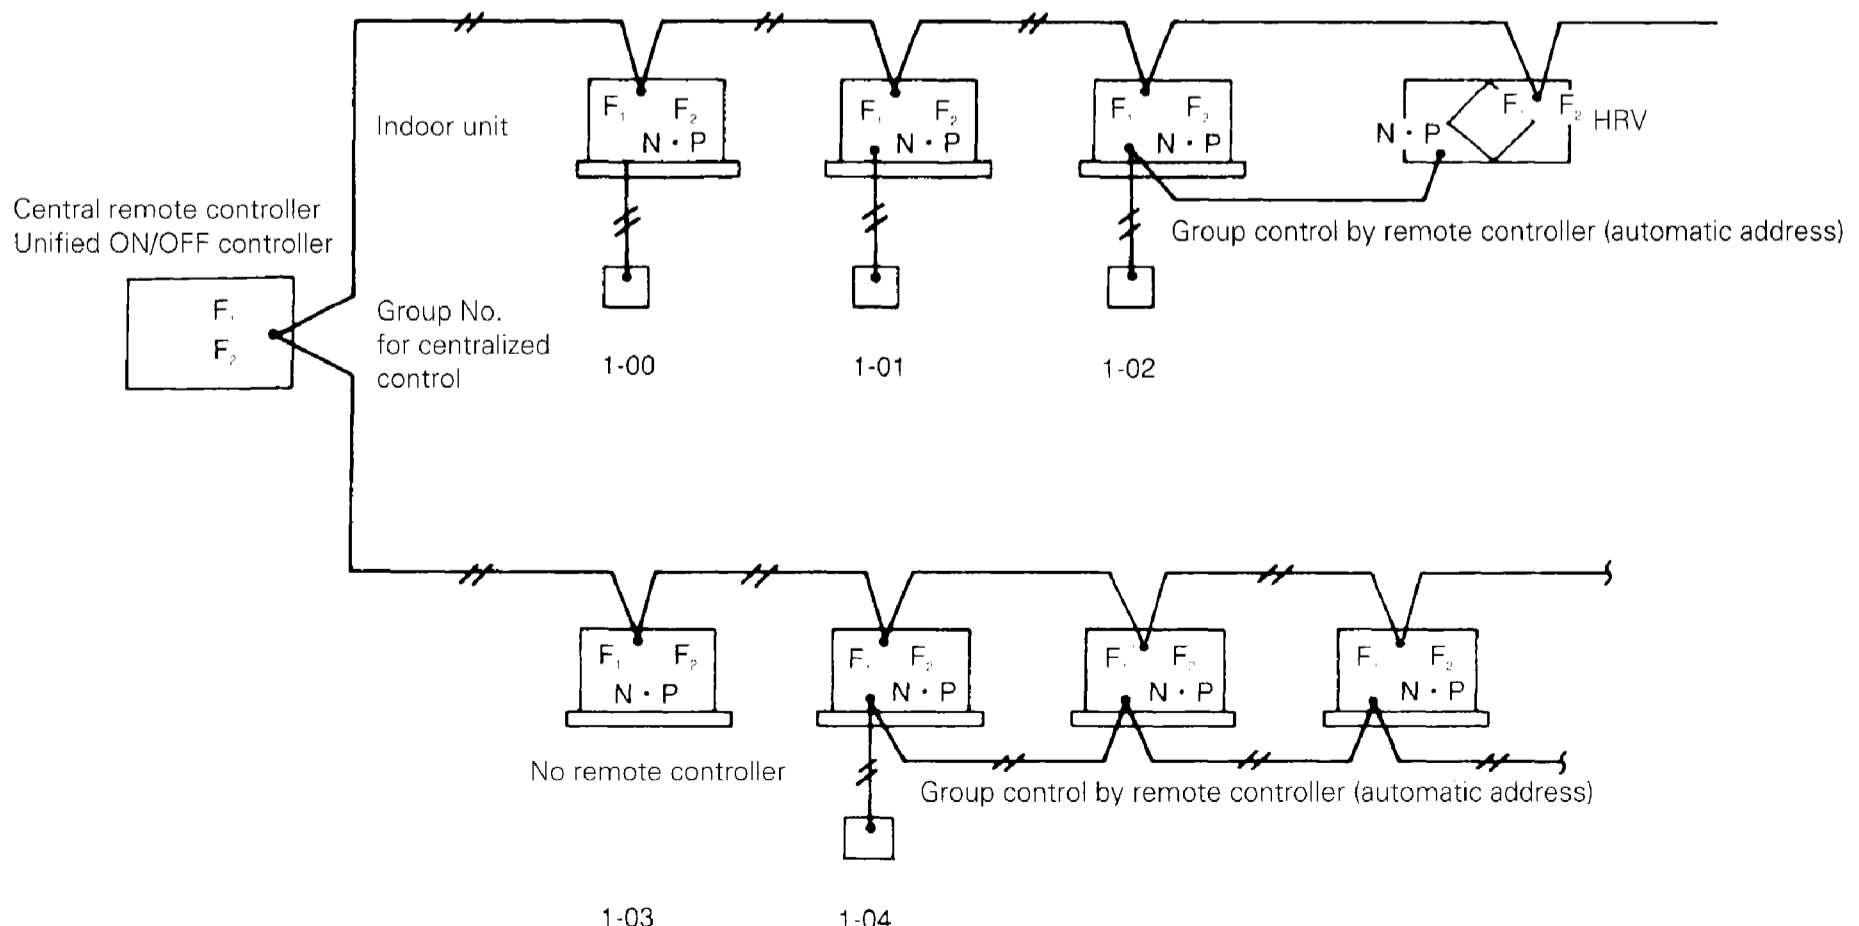 Indoor unit
F₁ F₂
N・P
F₁ F₂
N・P
F₁ F₂
N・P
F₁ F₂ HRV
N・P
Central remote controller
Unified ON/OFF controller
Group control by remote controller (automatic address)
F₁
F₂
Group No.
for centralized
control
1-00
1-01
1-02
F₁ F₂
N・P
F₁ F₂
N・P
F₁ F₂
N・P
F₁ F₂
N・P
No remote controller
Group control by remote controller (automatic address)
1-03
1-04